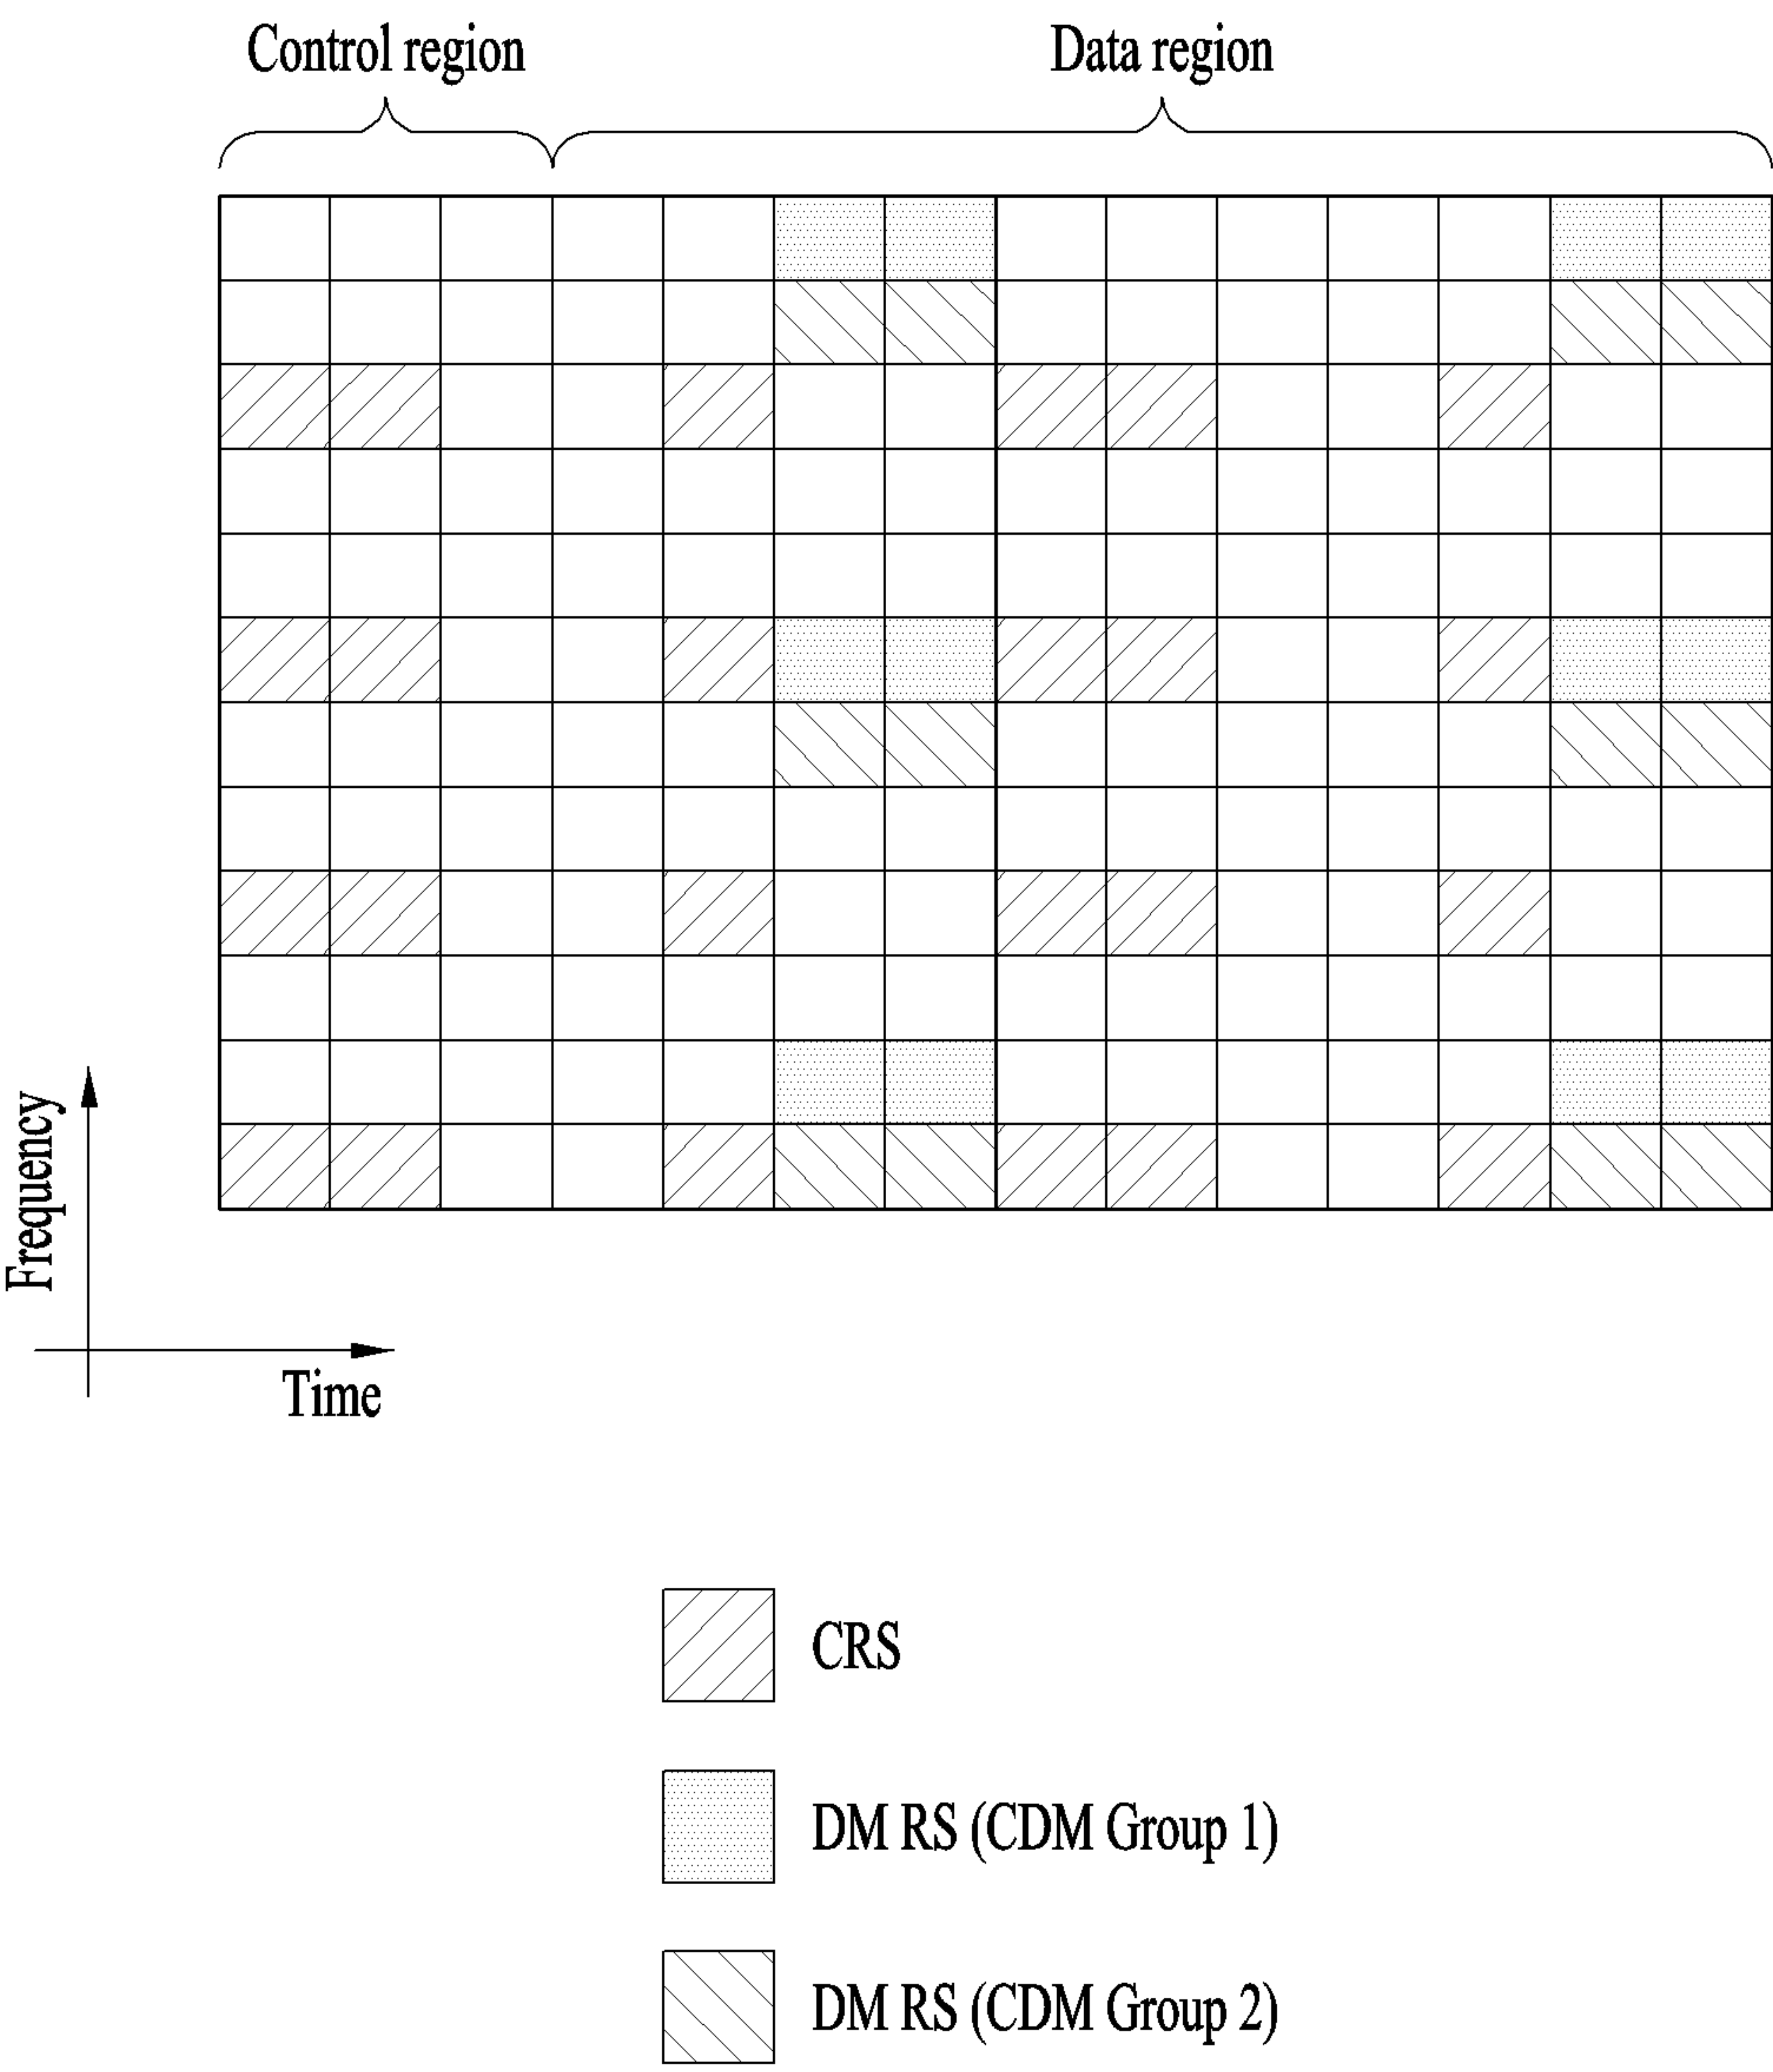 Control region
Data region
Frequency
Time
CRS
DM RS (CDM Group 1)
DM RS (CDM Group 2)